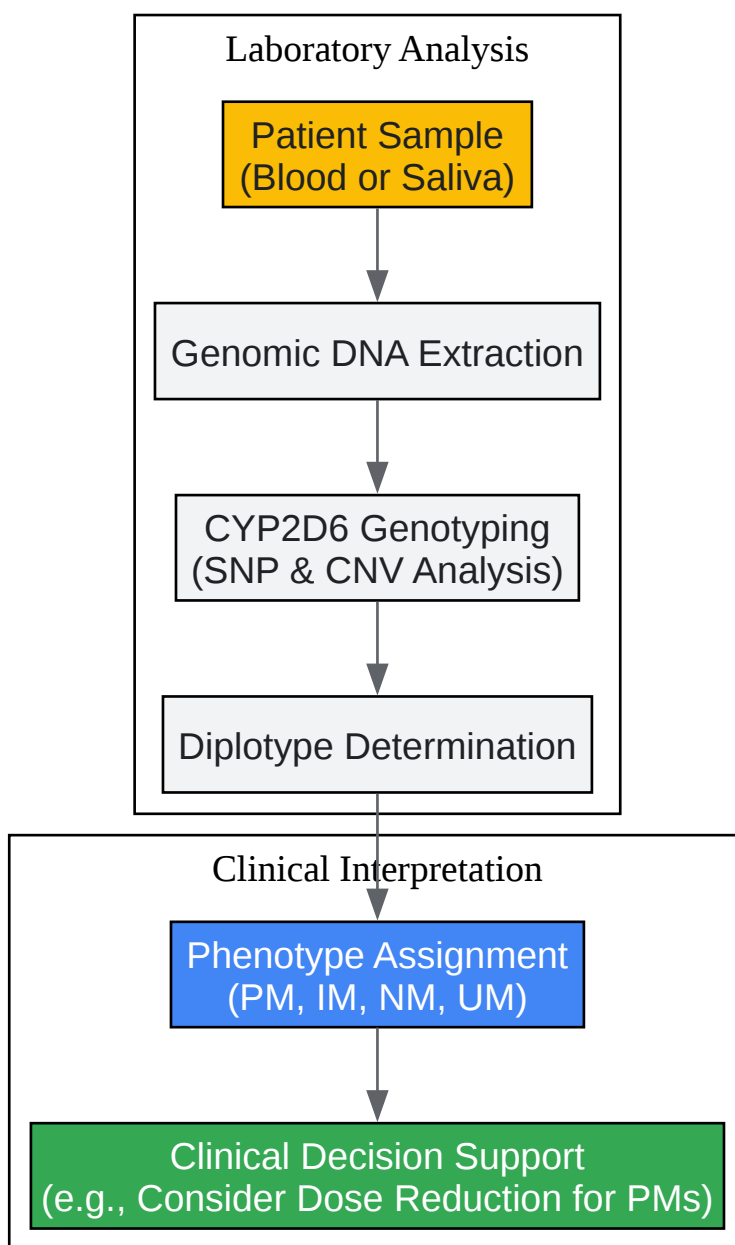 Laboratory Analysis
Patient Sample
(Blood or Saliva)
Genomic DNA Extraction
CYP2D6 Genotyping
(SNP & CNV Analysis)
Diplotype Determination
Clinical Interpretation
Phenotype Assignment
(PM, IM, NM, UM)
Clinical Decision Support
(e.g., Consider Dose Reduction for PMs)